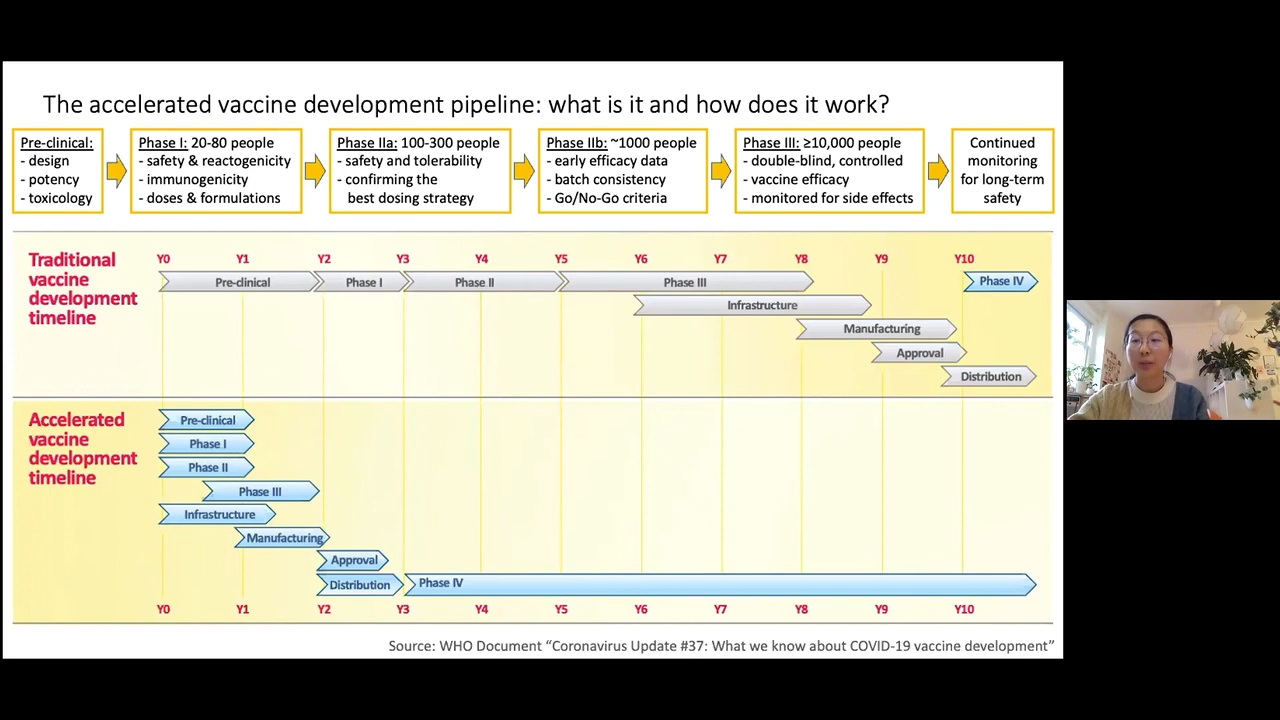 The accelerated vaccine development pipeline: what is it and how does it work?
Pre-clinical:
- design
- potency
- toxicology
Phase I: 20-80 people
- safety & reactogenicity
- immunogenicity
- doses & formulations
Phase IIa: 100-300 people
- safety and tolerability
- confirming the
best dosing strategy
Phase IIb: ~1000 people
- early efficacy data
- batch consistency
- Go/No-Go criteria
Phase III: ≥10,000 people
- double-blind, controlled
- vaccine efficacy
- monitored for side effects
Continued
monitoring
for long-term
safety
Traditional
vaccine
development
timeline
Y0 Y1 Y2 Y3 Y4 Y5 Y6 Y7 Y8 Y9 Y10
Pre-clinical Phase I Phase II Phase III Phase IV
Infrastructure
Manufacturing
Approval
Distribution
Accelerated
vaccine
development
timeline
Pre-clinical
Phase I
Phase II
Phase III
Infrastructure
Manufacturing
Approval
Distribution Phase IV
Y0 Y1 Y2 Y3 Y4 Y5 Y6 Y7 Y8 Y9 Y10
Source: WHO Document “Coronavirus Update #37: What we know about COVID-19 vaccine development”